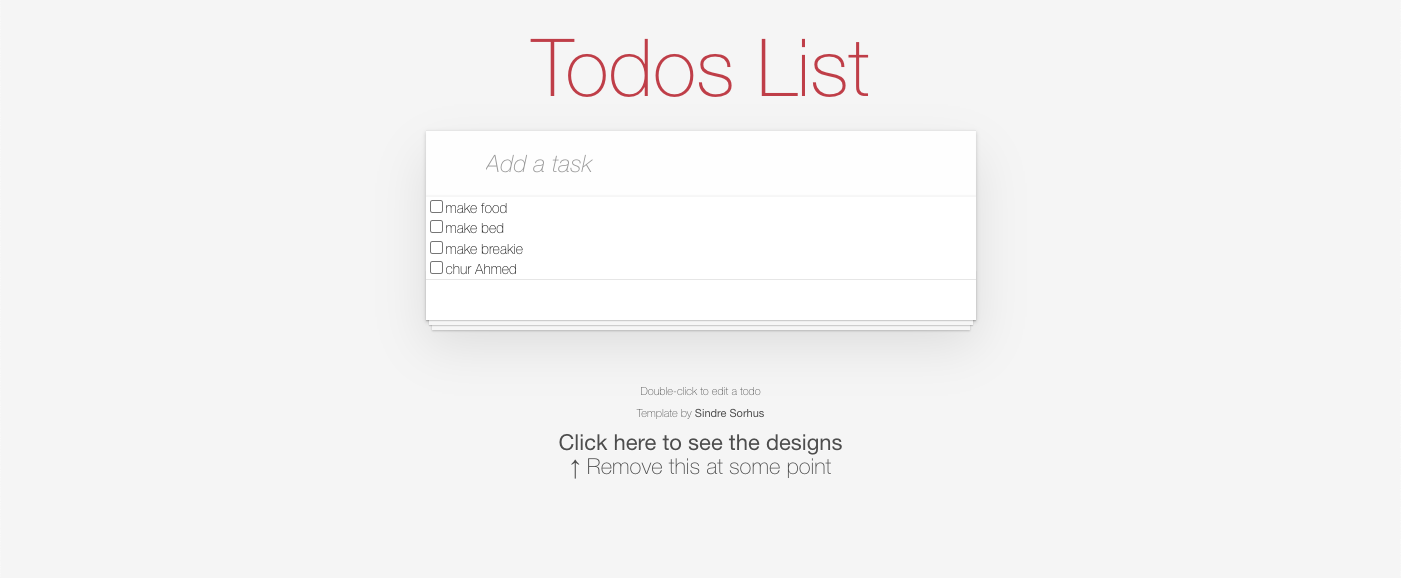 Todos List
Add a task
make food
make bed
make breakie
chur Ahmed
Double-click to edit a todo
Template by Sindre Sorhus
Click here to see the designs
↑ Remove this at some point